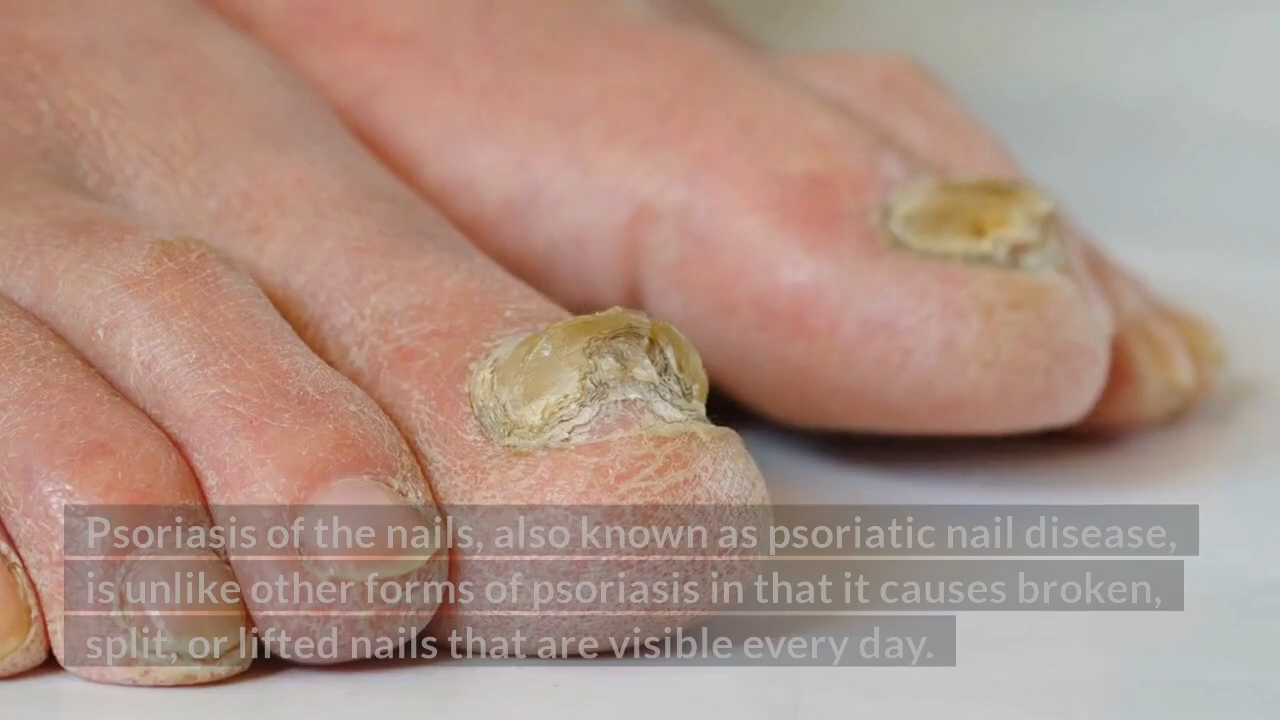 Psoriasis of the nails, also known as psoriatic nail disease,
is unlike other forms of psoriasis in that it causes broken,
split, or lifted nails that are visible every day.